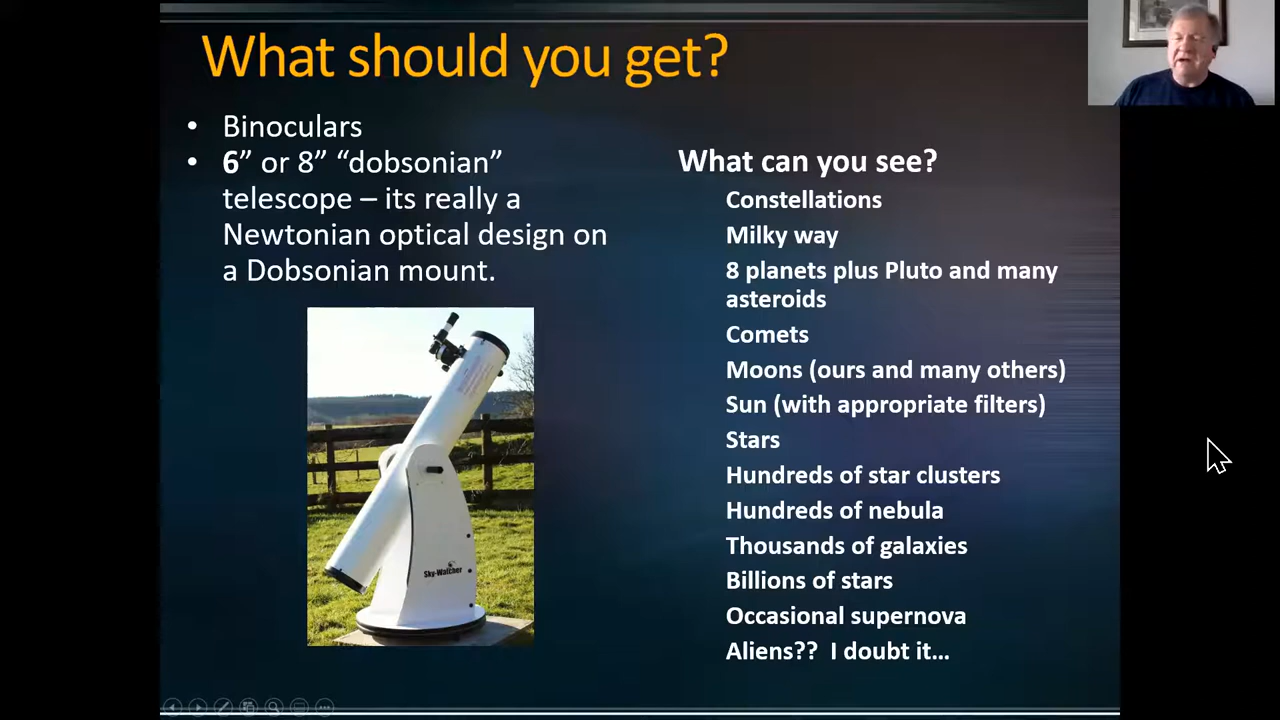 What should you get?
• Binoculars
• 6” or 8” “dobsonian”
telescope – its really a
Newtonian optical design on
a Dobsonian mount.
Sky-Watcher
What can you see?
Constellations
Milky way
8 planets plus Pluto and many
asteroids
Comets
Moons (ours and many others)
Sun (with appropriate filters)
Stars
Hundreds of star clusters
Hundreds of nebula
Thousands of galaxies
Billions of stars
Occasional supernova
Aliens?? I doubt it…